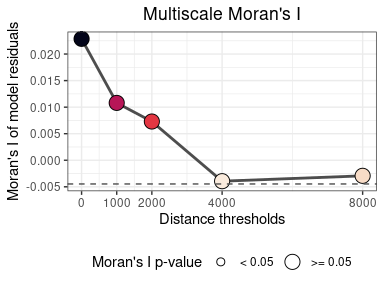 Multiscale Moran's I
Moran's I of model residuals
0.020
0.015
0.010
0.005
0.000
-0.005
0 1000 2000 4000 8000
Distance thresholds
Moran's I p-value < 0.05 >= 0.05